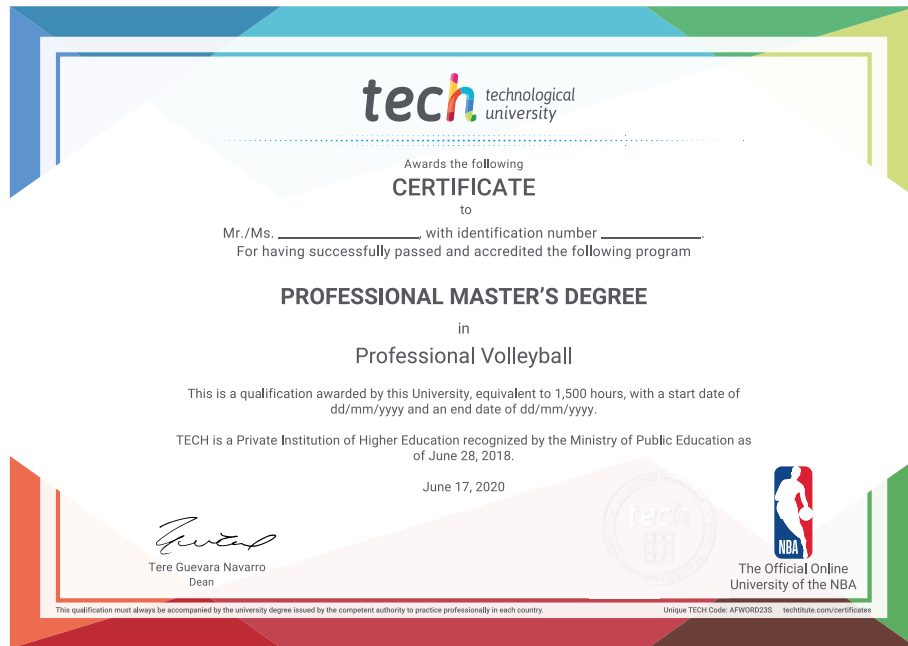 tech technological
university
Awards the following
CERTIFICATE
to
Mr./Ms. ____________________, with identification number ______________.
For having successfully passed and accredited the following program
PROFESSIONAL MASTER'S DEGREE
in
Professional Volleyball
This is a qualification awarded by this University, equivalent to 1,500 hours, with a start date of
dd/mm/yyyy and an end date of dd/mm/yyyy.
TECH is a Private Institution of Higher Education recognized by the Ministry of Public Education as
of June 28, 2018.
June 17, 2020
tech
NBA
Tere Guevara Navarro
Dean
The Official Online
University of the NBA
This qualification must always be accompanied by the university degree issued by the competent authority to practice professionally in each country.
Unique TECH Code: AFWORD23S techtitute.com/certificates